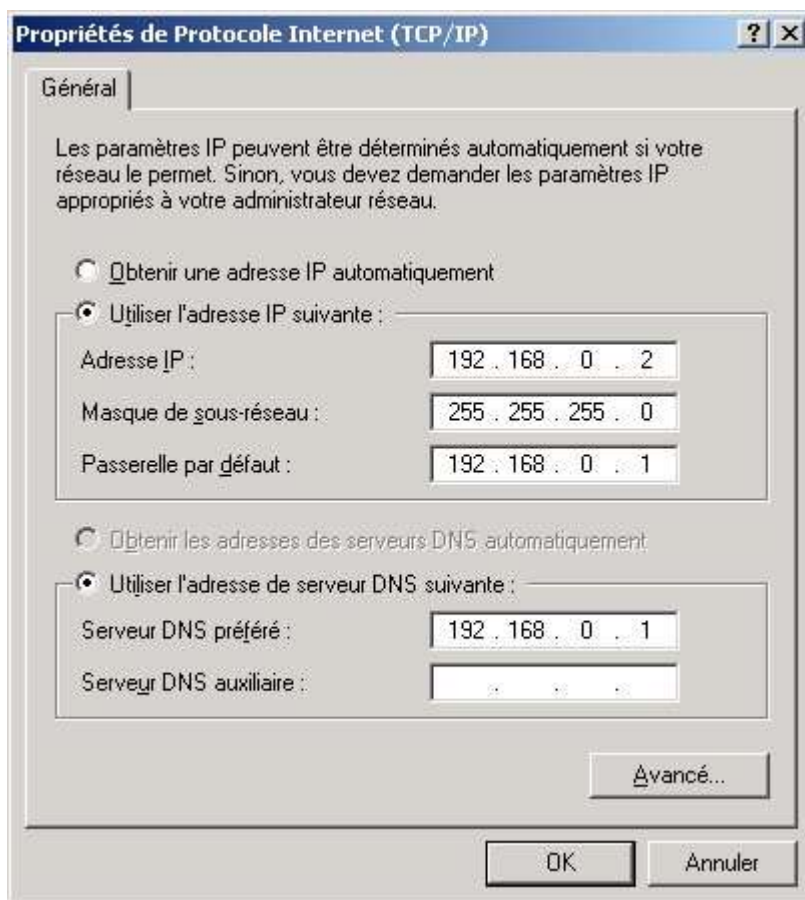 Propriétés de Protocole Internet (TCP/IP)
Général
Les paramètres IP peuvent être déterminés automatiquement si votre
réseau le permet. Sinon, vous devez demander les paramètres IP
appropriés à votre administrateur réseau.
Obtenir une adresse IP automatiquement
Utiliser l'adresse IP suivante :
Adresse IP : 192 . 168 . 0 . 2
Masque de sous-réseau : 255 . 255 . 255 . 0
Passerelle par défaut : 192 . 168 . 0 . 1
Obtenir les adresses des serveurs DNS automatiquement
Utiliser l'adresse de serveur DNS suivante :
Serveur DNS préféré : 192 . 168 . 0 . 1
Serveur DNS auxiliaire : . . .
Avancé...
OK Annuler